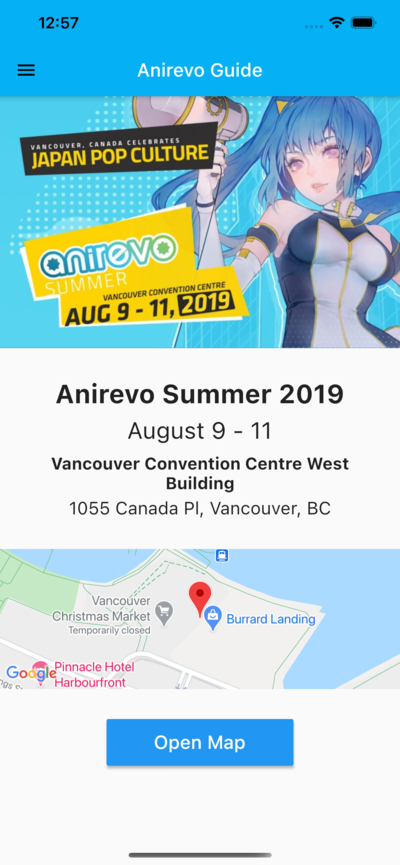 12:57
Anirevo Guide
VANCOUVER, CANADA CELEBRATES
JAPAN POP CULTURE
anirevo
SUMMER
VANCOUVER CONVENTION CENTRE
AUG 9 - 11, 2019
Anirevo Summer 2019
August 9 - 11
Vancouver Convention Centre West
Building
1055 Canada Pl, Vancouver, BC
Vancouver
Christmas Market
Temporarily closed
Burrard Landing
Google
Pinnacle Hotel
Harbourfront
Open Map